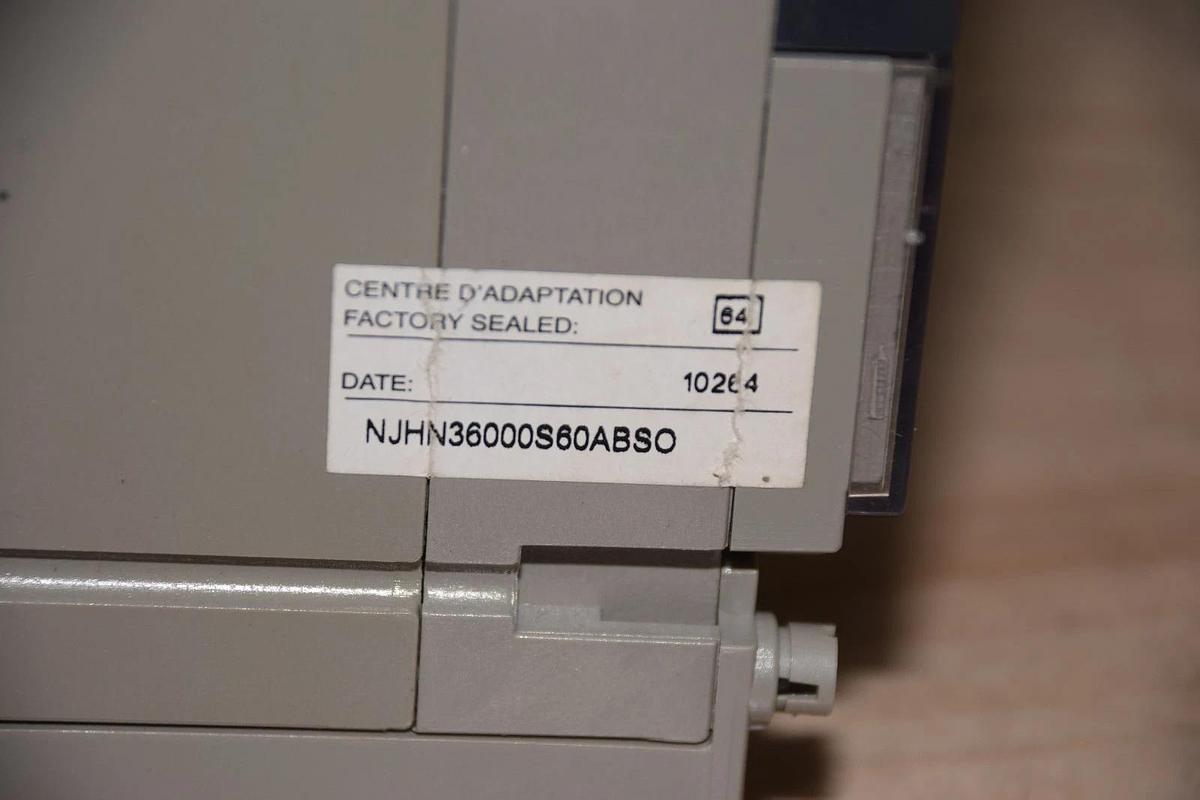 CENTRE D'ADAPTATION
FACTORY SEALED: 64
DATE: 10264
NJHN36000S60ABSO